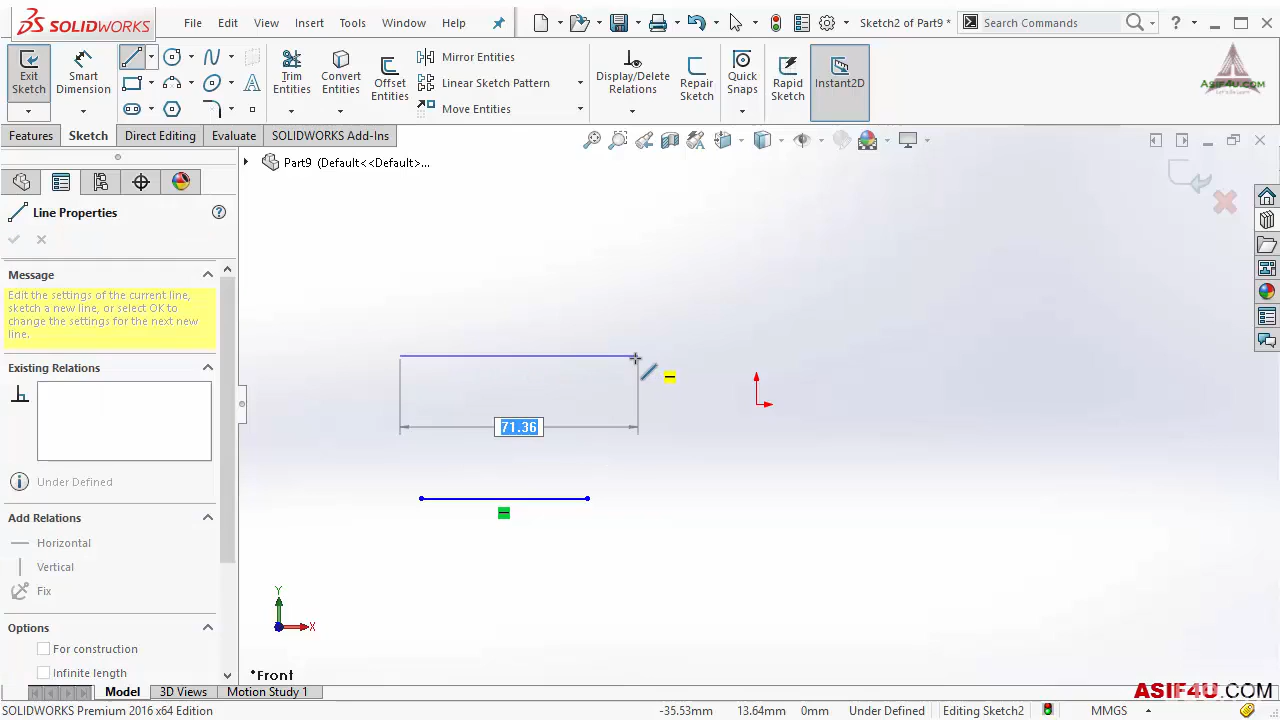 SOLIDWORKS
File Edit View Insert Tools Window Help
Sketch2 of Part9 *
Search Commands
Exit Sketch
Smart Dimension
Trim Entities
Convert Entities
Offset Entities
Mirror Entities
Linear Sketch Pattern
Move Entities
Display/Delete Relations
Repair Sketch
Quick Snaps
Rapid Sketch
Instant2D
ASIF4U.COM
Features Sketch Direct Editing Evaluate SOLIDWORKS Add-Ins
Part9 (Default<<Default>...
Line Properties
Message
Edit the settings of the current line,
sketch a new line, or select OK to
change the settings for the next new
line.
Existing Relations
Under Defined
Add Relations
Horizontal
Vertical
Fix
Options
For construction
Infinite length
71.36
Y
X
*Front
Model 3D Views Motion Study 1
ASIF4U.COM
SOLIDWORKS Premium 2016 x64 Edition
-35.53mm 13.64mm 0mm Under Defined Editing Sketch2 MMGS